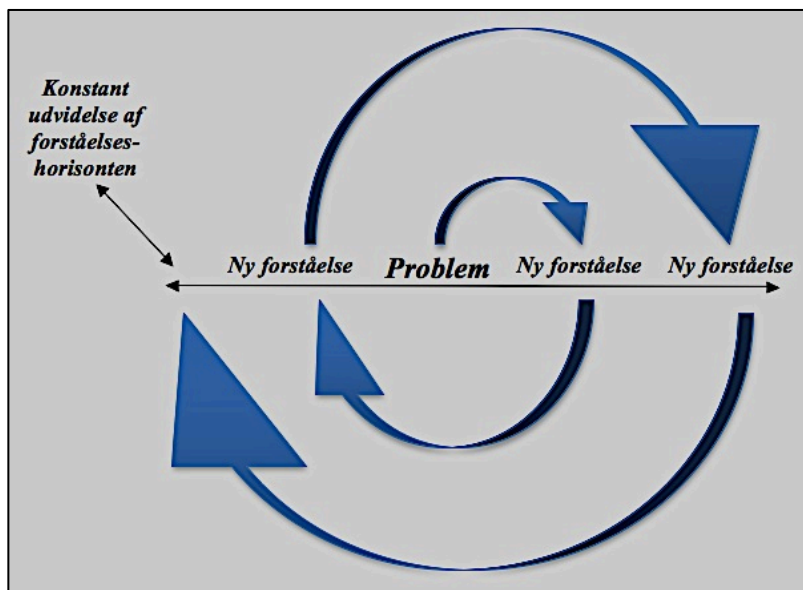 Konstant
udvidelse af
forståelses-
horisonten
Ny forståelse Problem Ny forståelse Ny forståelse